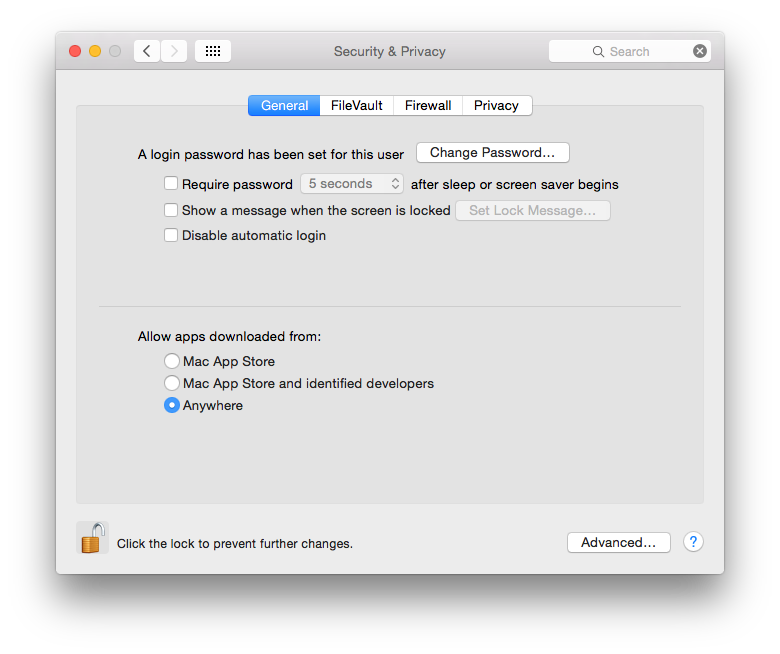 Security & Privacy
Search
General FileVault Firewall Privacy
A login password has been set for this user Change Password...
Require password 5 seconds after sleep or screen saver begins
Show a message when the screen is locked Set Lock Message...
Disable automatic login
Allow apps downloaded from:
Mac App Store
Mac App Store and identified developers
Anywhere
Click the lock to prevent further changes.
Advanced...
?